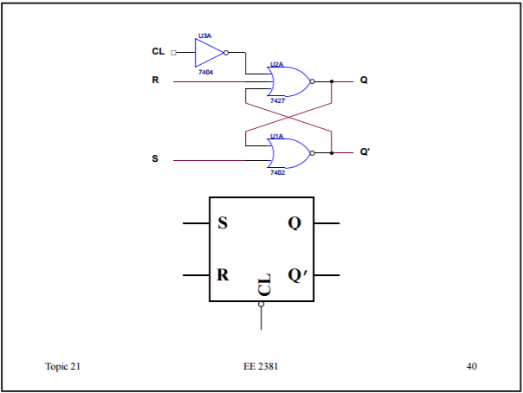 U3A
CL
7404
U2A
R
Q
7427
U1A
S
Q'
7402
S Q
R Q′
CL
Topic 21 EE 2381 40